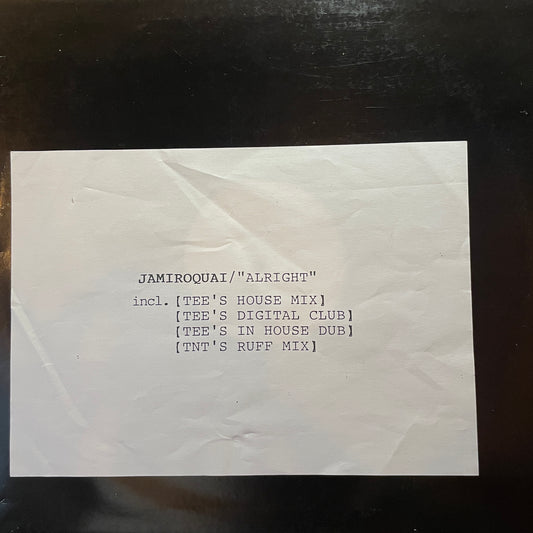 JAMIROQUAI/"ALRIGHT"
incl.【TEE'S HOUSE MIX】
【TEE'S DIGITAL CLUB】
【TEE'S IN HOUSE DUB】
【TNT'S RUFF MIX】